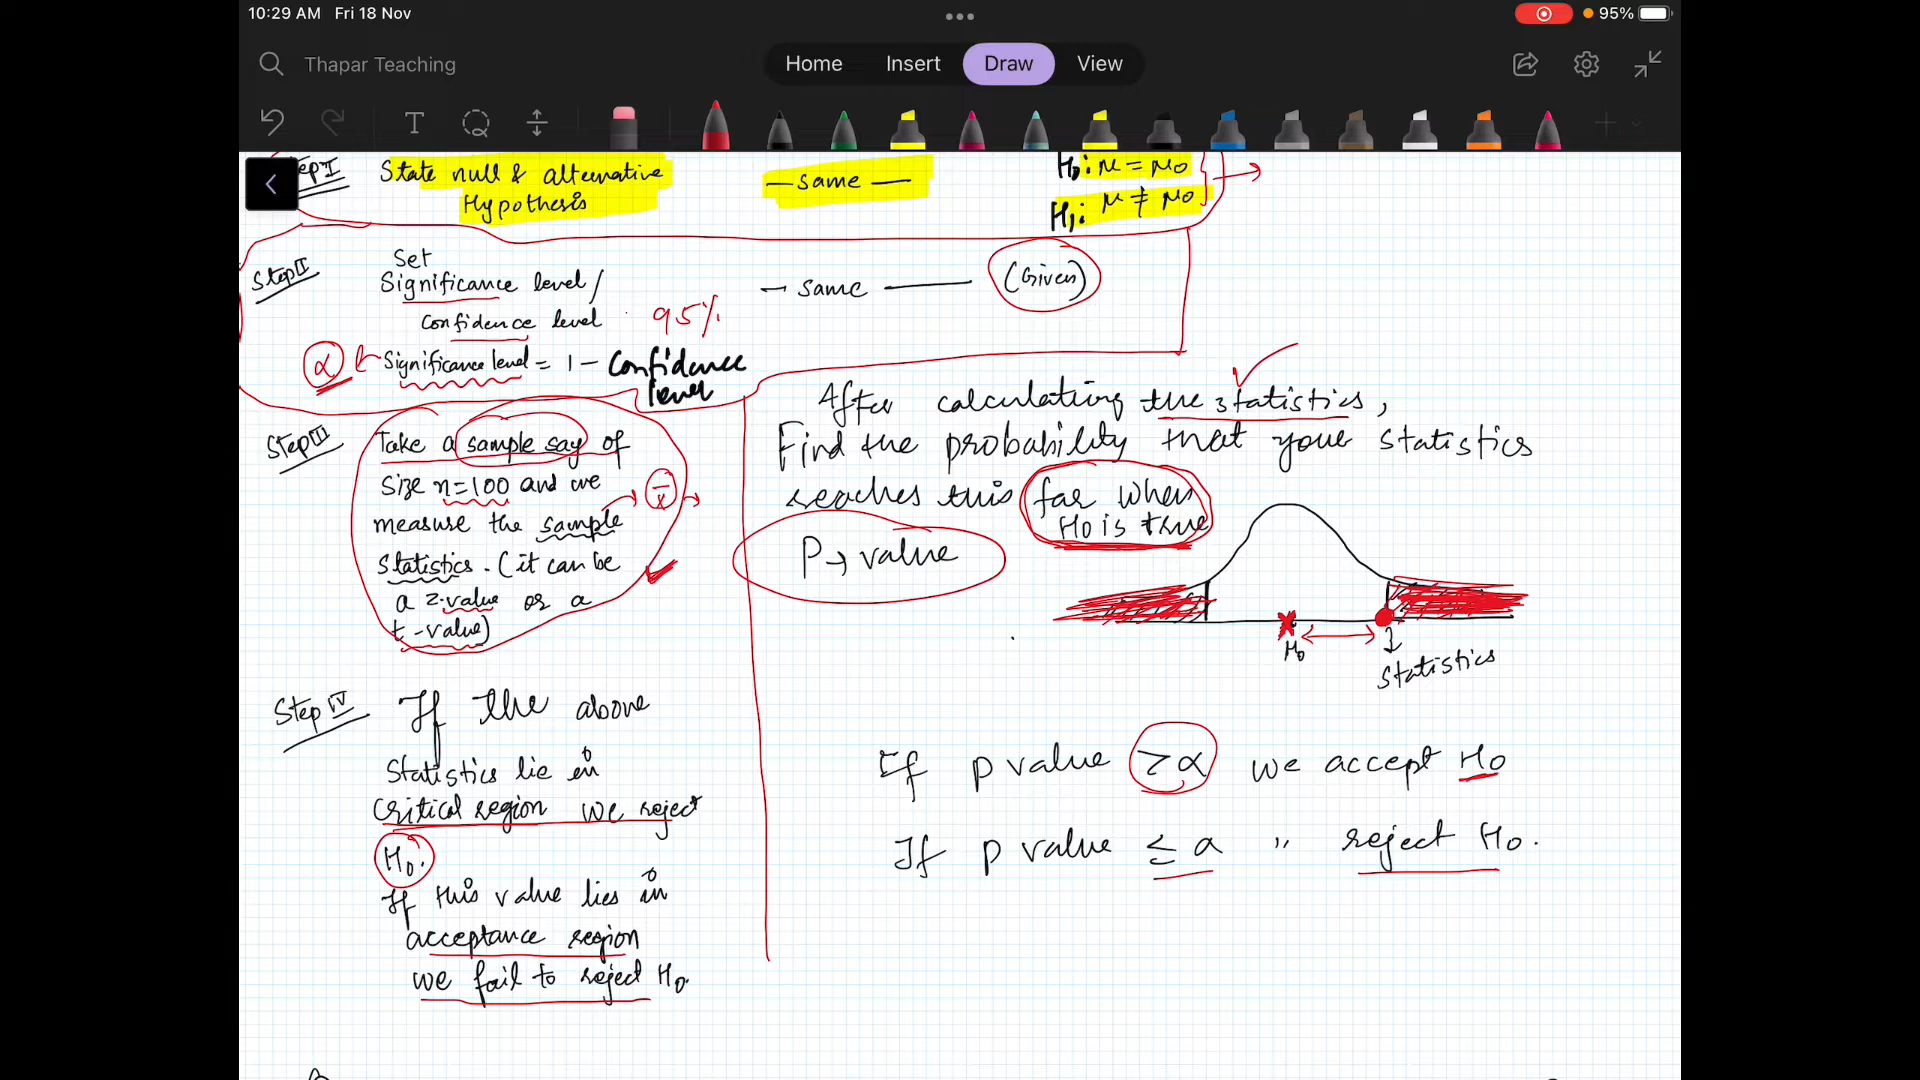 10:29 AM Fri 18 Nov
95%
Thapar Teaching
Home Insert Draw View
State null & alternative
Hypothesis
— same —
H₀: μ = μ₀
H₁: μ ≠ μ₀
Step II
Set
Significance level /
Confidence level 95%
— same — (Given)
α Significance level = 1 - Confidence
level
Step III
Take a sample say of
size n=100 and we
measure the sample x̄
statistics. (it can be
a z-value or a
t-value)
After calculating the statistics,
Find the probability that your statistics
reaches this far when
H₀ is true
P → value
μ₀
Statistics
Step IV
If the above
Statistics lie in
critical region we reject
H₀.
If this value lies in
acceptance region
we fail to reject H₀.
If p value > α we accept H₀
If p value ≤ α " reject H₀.